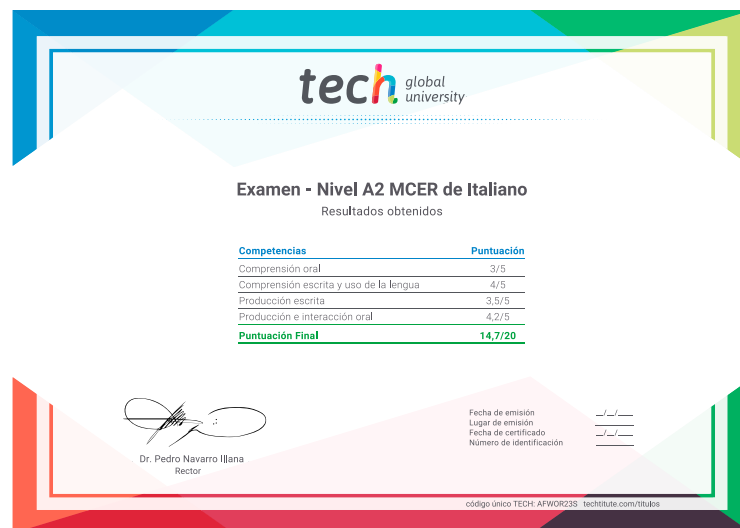 tech global university
Examen - Nivel A2 MCER de Italiano
Resultados obtenidos
Competencias Puntuación
Comprensión oral 3/5
Comprensión escrita y uso de la lengua 4/5
Producción escrita 3,5/5
Producción e interacción oral 4,2/5
Puntuación Final 14,7/20
Dr. Pedro Navarro Illana
Rector
Fecha de emisión __/__/____
Lugar de emisión ________
Fecha de certificado __/__/____
Número de identificación ________
código único TECH: AFWOR23S techtitute.com/titulos